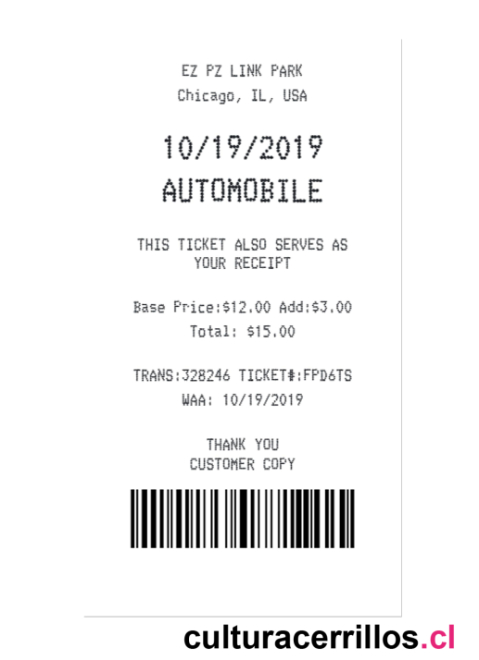 EZ PZ LINK PARK
Chicago, IL, USA
10/19/2019
AUTOMOBILE
THIS TICKET ALSO SERVES AS
YOUR RECEIPT
Base Price:$12.00 Add:$3.00
Total: $15.00
TRANS:328246 TICKET#:FPD6TS
WAA: 10/19/2019
THANK YOU
CUSTOMER COPY
culturacerrillos.cl